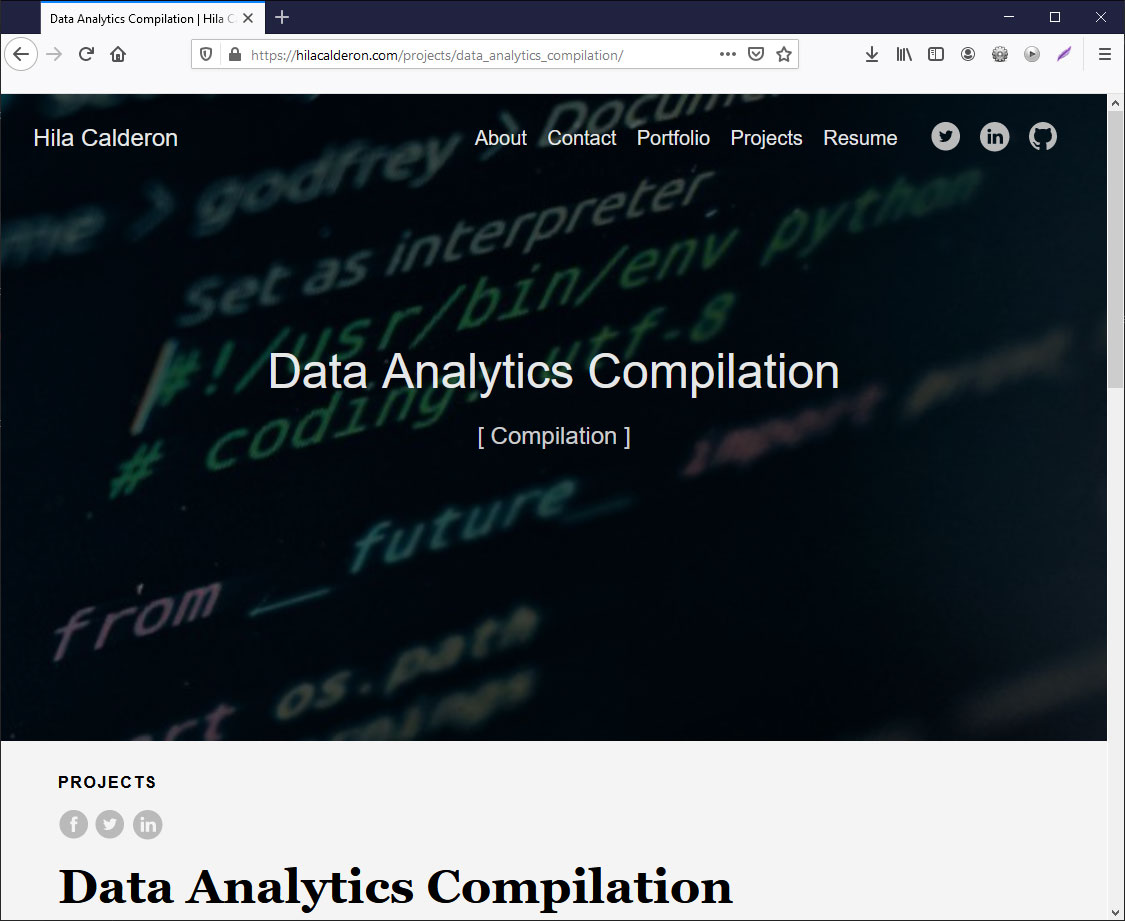 Data Analytics Compilation | Hila C
https://hilacalderon.com/projects/data_analytics_compilation/
Hila Calderon
About Contact Portfolio Projects Resume
me > godfrey > Docume
Set as interpreter
#!/usr/bin/env python
# coding: utf-8
Data Analytics Compilation
[ Compilation ]
import
from __future__
os.path
PROJECTS
Data Analytics Compilation